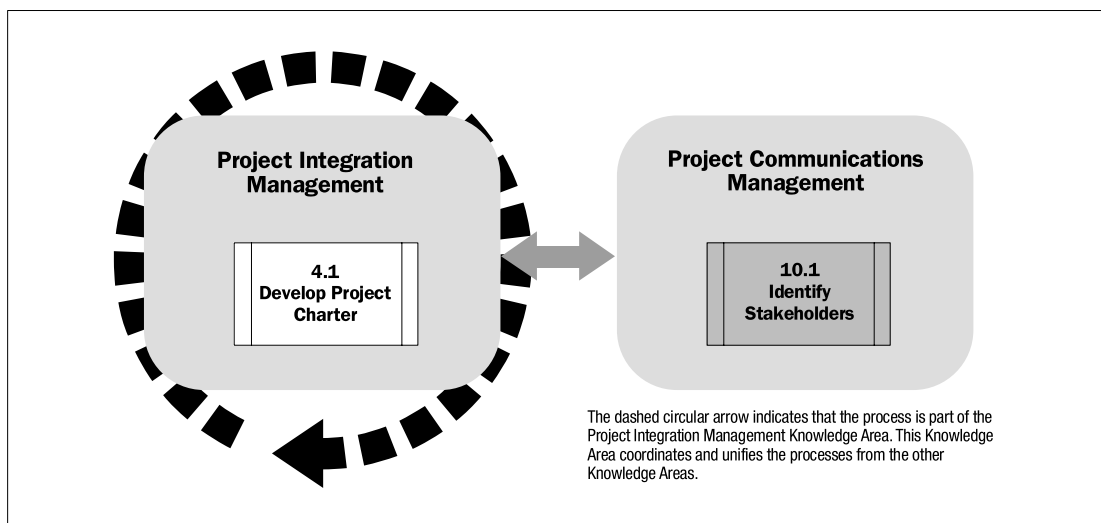 Project Integration
Management
4.1
Develop Project
Charter
Project Communications
Management
10.1
Identify
Stakeholders
The dashed circular arrow indicates that the process is part of the
Project Integration Management Knowledge Area. This Knowledge
Area coordinates and unifies the processes from the other
Knowledge Areas.